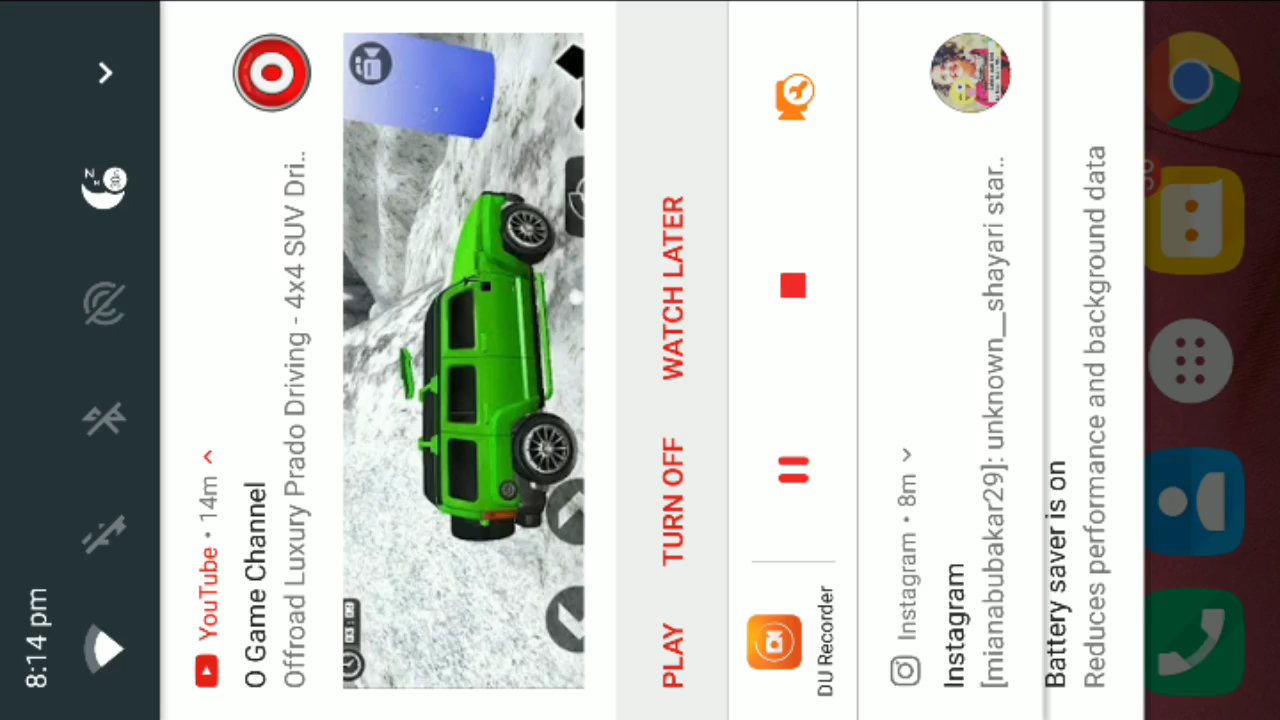 8:14 pm
YouTube • 14m
O Game Channel
Offroad Luxury Prado Driving - 4x4 SUV Dri..
PLAY TURN OFF WATCH LATER
DU Recorder
Instagram • 8m
Instagram
[mianabubakar29]: unknown__shayari star..
Battery saver is on
Reduces performance and background data